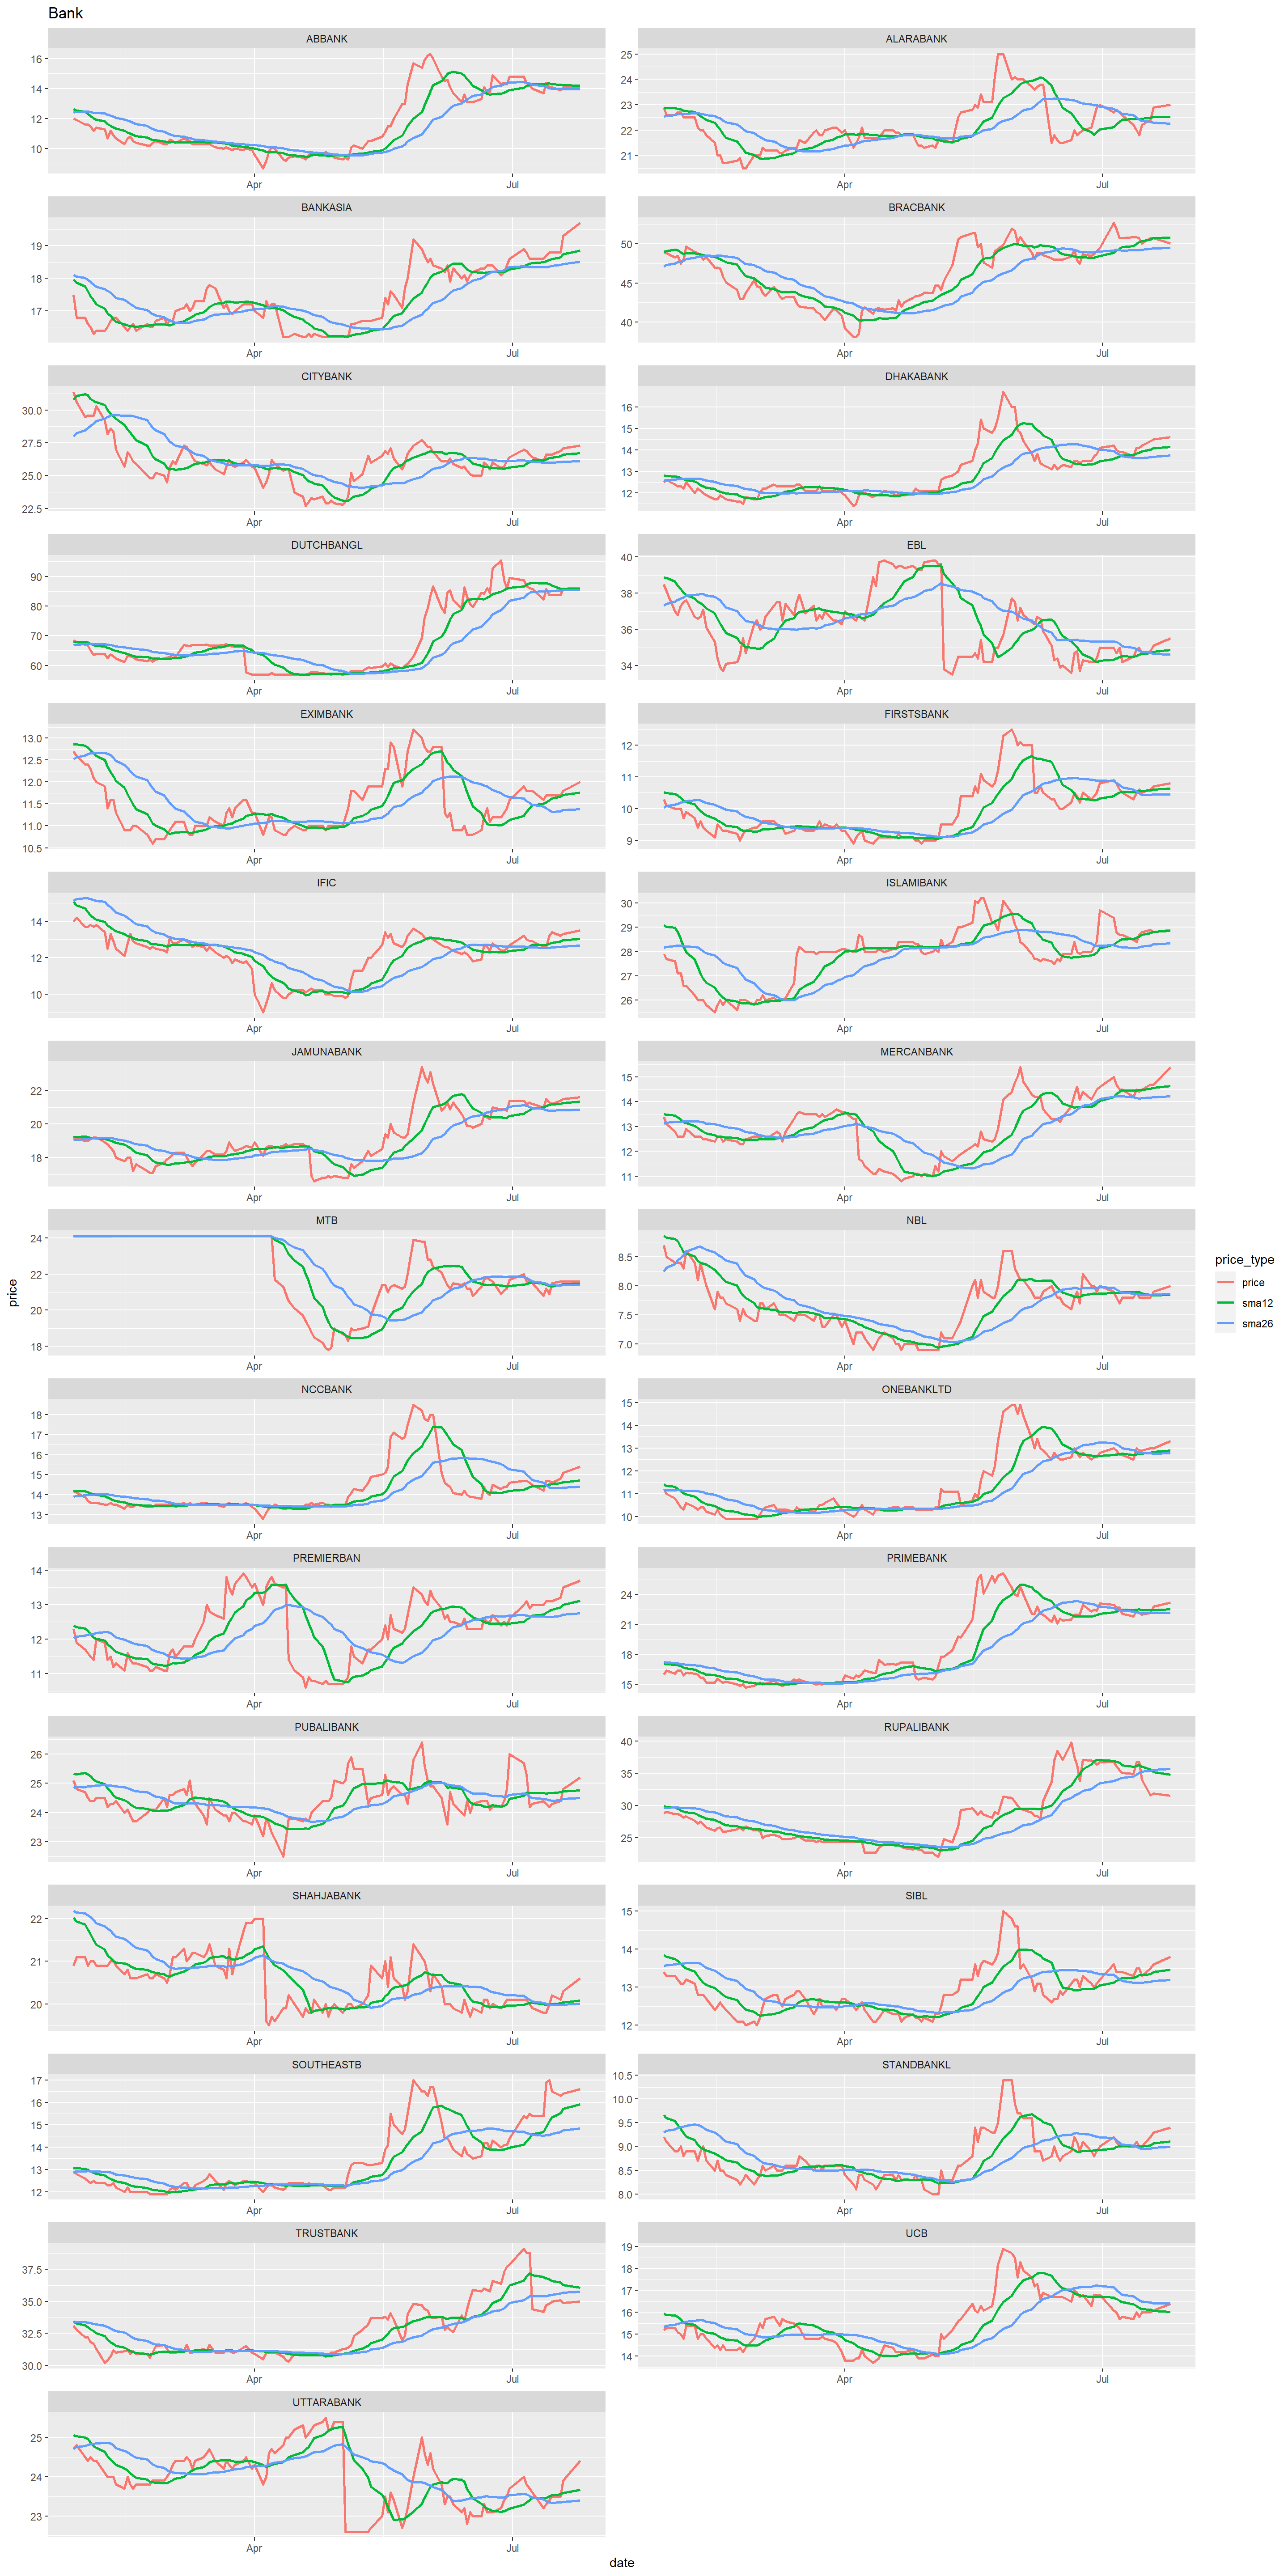 Bank
ABBANK
ALARABANK
16
14
12
10
Apr
Jul
25
24
23
22
21
Apr
Jul
BANKASIA
BRACBANK
19
18
17
Apr
Jul
50
45
40
Apr
Jul
CITYBANK
DHAKABANK
30.0
27.5
25.0
22.5
Apr
Jul
16
15
14
13
12
Apr
Jul
DUTCHBANGL
EBL
90
80
70
60
Apr
Jul
40
38
36
34
Apr
Jul
EXIMBANK
FIRSTSBANK
13.0
12.5
12.0
11.5
11.0
10.5
Apr
Jul
12
11
10
9
Apr
Jul
IFIC
ISLAMIBANK
14
12
10
Apr
Jul
30
29
28
27
26
Apr
Jul
JAMUNABANK
MERCANBANK
22
20
18
Apr
Jul
15
14
13
12
11
Apr
Jul
MTB
NBL
24
22
20
18
Apr
Jul
8.5
8.0
7.5
7.0
Apr
Jul
NCCBANK
ONEBANKLTD
18
17
16
15
14
13
Apr
Jul
15
14
13
12
11
10
Apr
Jul
PREMIERBAN
PRIMEBANK
14
13
12
11
Apr
Jul
24
21
18
15
Apr
Jul
PUBALIBANK
RUPALIBANK
26
25
24
23
Apr
Jul
40
35
30
25
Apr
Jul
SHAHJABANK
SIBL
22
21
20
Apr
Jul
15
14
13
12
Apr
Jul
SOUTHEASTB
STANDBANKL
17
16
15
14
13
12
Apr
Jul
10.5
10.0
9.5
9.0
8.5
8.0
Apr
Jul
TRUSTBANK
UCB
37.5
35.0
32.5
30.0
Apr
Jul
19
18
17
16
15
14
Apr
Jul
UTTARABANK
25
24
23
Apr
Jul
price
date
price_type
price
sma12
sma26